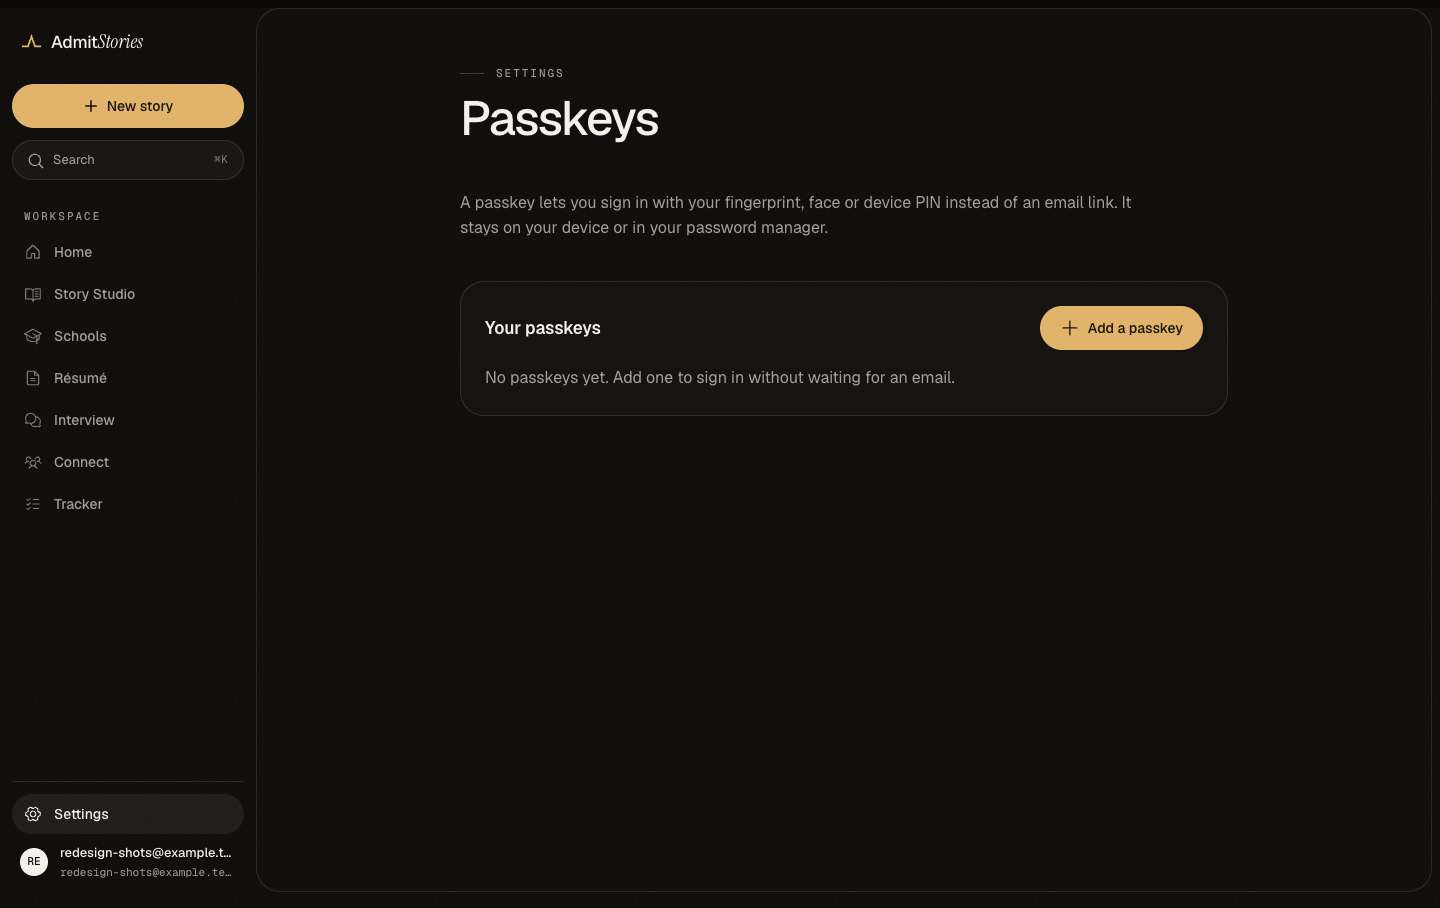 AdmitStories
New story
Search ⌘K
WORKSPACE
Home
Story Studio
Schools
Résumé
Interview
Connect
Tracker
Settings
RE
redesign-shots@example.t…
redesign-shots@example.te…
SETTINGS
Passkeys
A passkey lets you sign in with your fingerprint, face or device PIN instead of an email link. It
stays on your device or in your password manager.
Your passkeys
Add a passkey
No passkeys yet. Add one to sign in without waiting for an email.